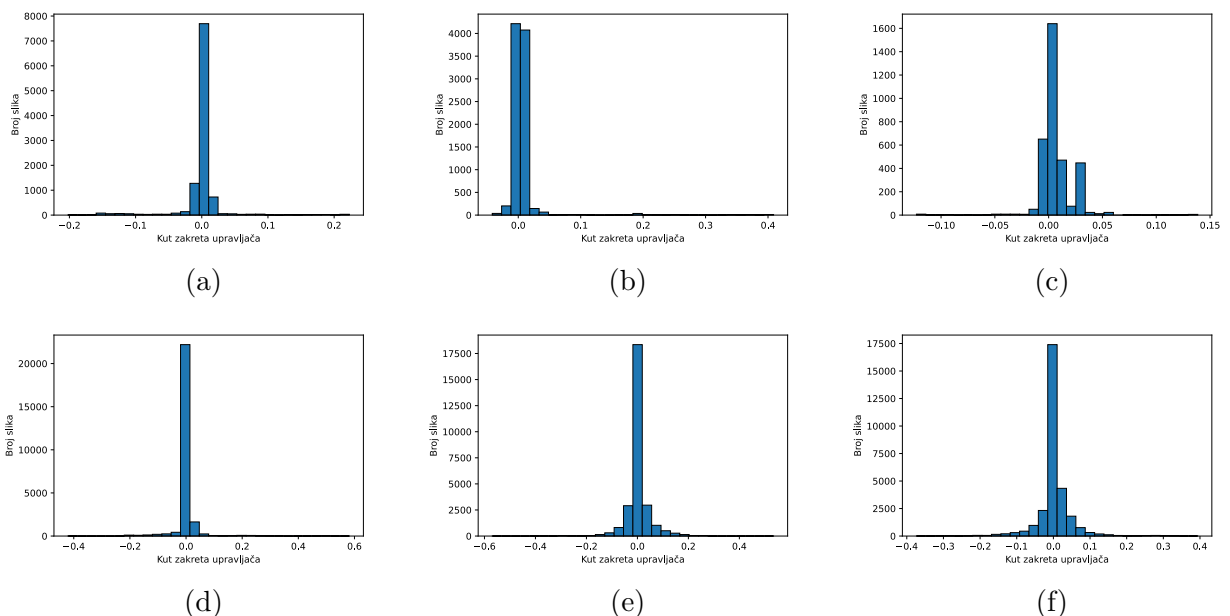 8000
7000
6000
5000
4000
3000
2000
1000
0
Broj slika
−0.2 −0.1 0.0 0.1 0.2
Kut zakreta upravljača
(a)
4000
3500
3000
2500
2000
1500
1000
500
0
Broj slika
0.0 0.1 0.2 0.3 0.4
Kut zakreta upravljača
(b)
1600
1400
1200
1000
800
600
400
200
0
Broj slika
−0.10 −0.05 0.00 0.05 0.10 0.15
Kut zakreta upravljača
(c)
20000
15000
10000
5000
0
Broj slika
−0.4 −0.2 0.0 0.2 0.4 0.6
Kut zakreta upravljača
(d)
17500
15000
12500
10000
7500
5000
2500
0
Broj slika
−0.6 −0.4 −0.2 0.0 0.2 0.4
Kut zakreta upravljača
(e)
17500
15000
12500
10000
7500
5000
2500
0
Broj slika
−0.4 −0.3 −0.2 −0.1 0.0 0.1 0.2 0.3 0.4
Kut zakreta upravljača
(f)